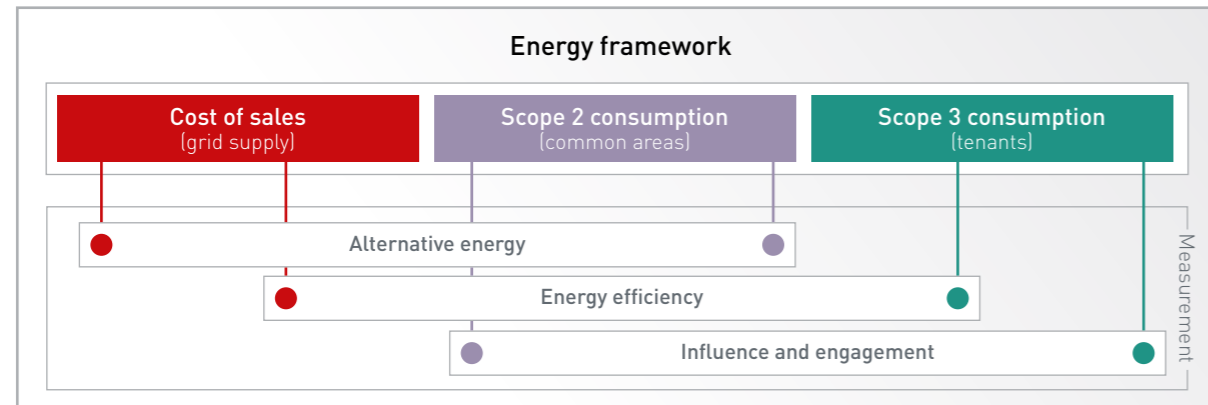 Energy framework
Cost of sales
(grid supply)
Scope 2 consumption
(common areas)
Scope 3 consumption
(tenants)
Alternative energy
Energy efficiency
Influence and engagement
Measurement